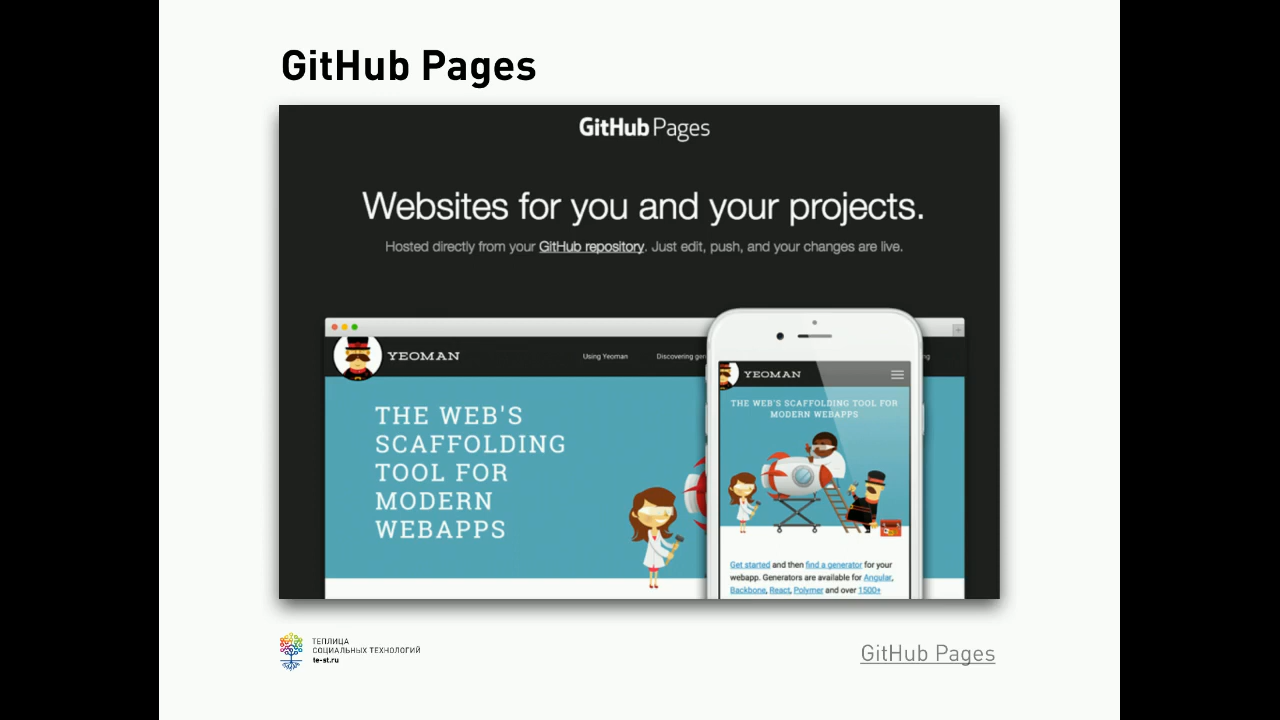 GitHub Pages
GitHub Pages
Websites for you and your projects.
Hosted directly from your GitHub repository. Just edit, push, and your changes are live.
YEOMAN
Using Yeoman
Discovering gen
ng
THE WEB'S
SCAFFOLDING
TOOL FOR
MODERN
WEBAPPS
YEOMAN
THE WEB'S SCAFFOLDING TOOL FOR
MODERN WEBAPPS
Get started and then find a generator for your
webapp. Generators are available for Angular,
Backbone, React, Polymer and over 1500+
ТЕПЛИЦА
СОЦИАЛЬНЫХ ТЕХНОЛОГИЙ
te-st.ru
GitHub Pages